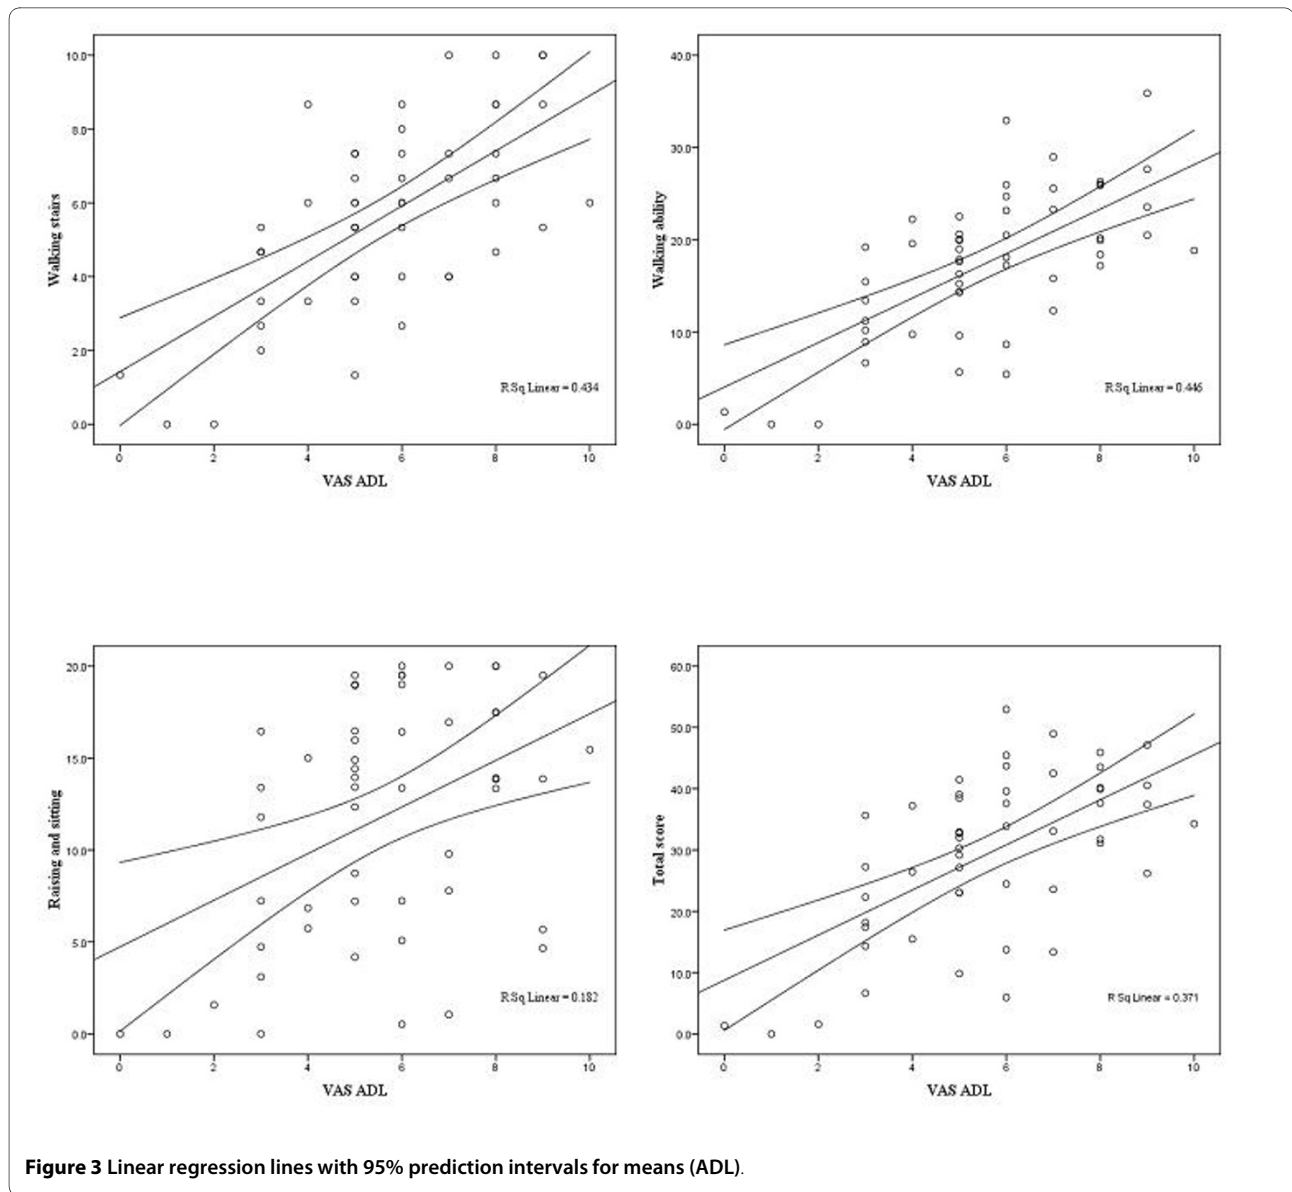 10.0
8.0
6.0
4.0
2.0
0.0
Walking stairs
R Sq Linear = 0.434
0 2 4 6 8 10
VAS ADL
40.0
30.0
20.0
10.0
0.0
Walking ability
R Sq Linear = 0.446
0 2 4 6 8 10
VAS ADL
20.0
15.0
10.0
5.0
0.0
Raising and sitting
R Sq Linear = 0.182
0 2 4 6 8 10
VAS ADL
60.0
50.0
40.0
30.0
20.0
10.0
0.0
Total score
R Sq Linear = 0.371
0 2 4 6 8 10
VAS ADL
Figure 3 Linear regression lines with 95% prediction intervals for means (ADL).